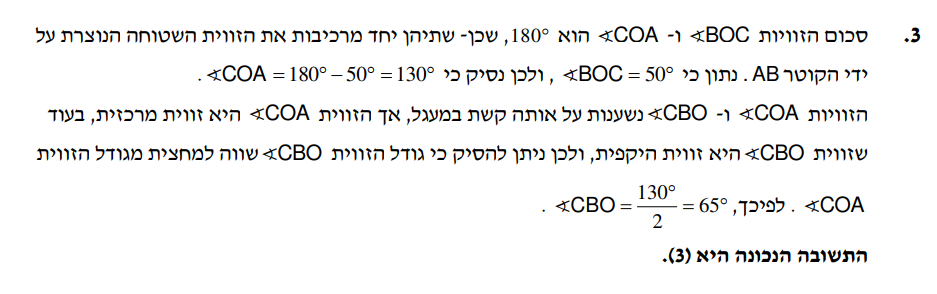 3. סכום הזוויות ∢BOC ו- ∢COA הוא 180°, שכן- שתיהן יחד מרכיבות את הזווית השטוחה הנוצרת על
ידי הקוטר AB. נתון כי ∢BOC = 50°, ולכן נסיק כי ∢COA = 180° − 50° = 130°.
הזוויות ∢COA ו- ∢CBO נשענות על אותה קשת במעגל, אך הזווית ∢COA היא זווית מרכזית, בעוד
שזווית ∢CBO היא זווית היקפית, ולכן ניתן להסיק כי גודל הזווית ∢CBO שווה למחצית מגודל הזווית
∢COA. לפיכך, ∢CBO = 130°/2 = 65°.
התשובה הנכונה היא (3).